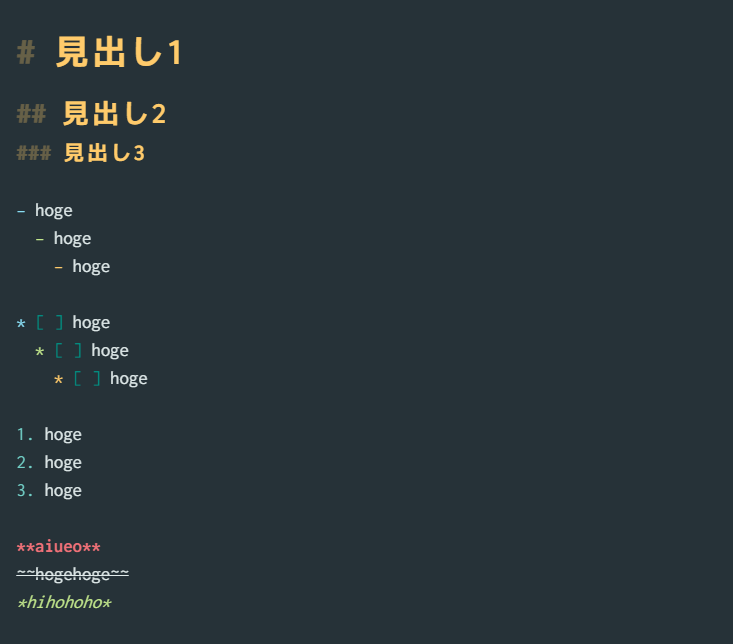 # 見出し1
## 見出し2
### 見出し3
- hoge
- hoge
- hoge
* [ ] hoge
* [ ] hoge
* [ ] hoge
1. hoge
2. hoge
3. hoge
**aiueo**
~~hogehoge~~
*hihohoho*